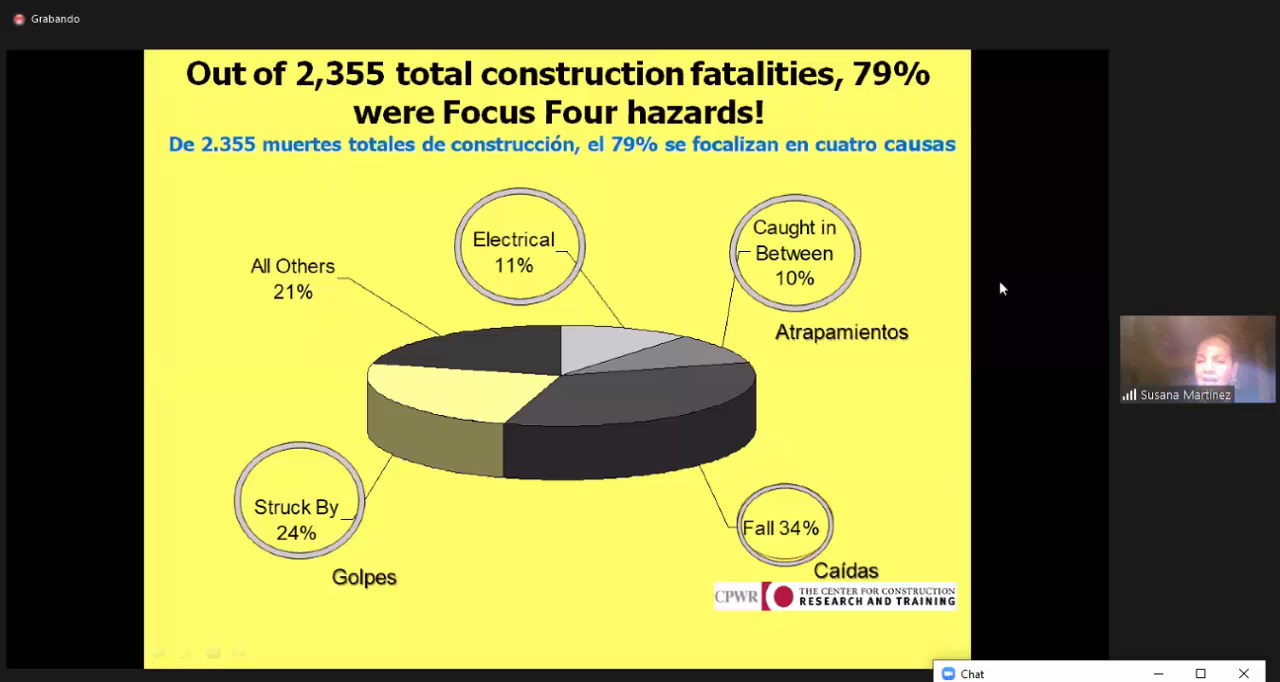 Grabando
Out of 2,355 total construction fatalities, 79%
were Focus Four hazards!
De 2.355 muertes totales de construcción, el 79% se focalizan en cuatro causas
Electrical
11%
Caught in
Between
10%
All Others
21%
Atrapamientos
Susana Martinez
Struck By
24%
Fall 34%
Golpes
Caídas
CPWR
THE CENTER FOR CONSTRUCTION
RESEARCH AND TRAINING
Chat